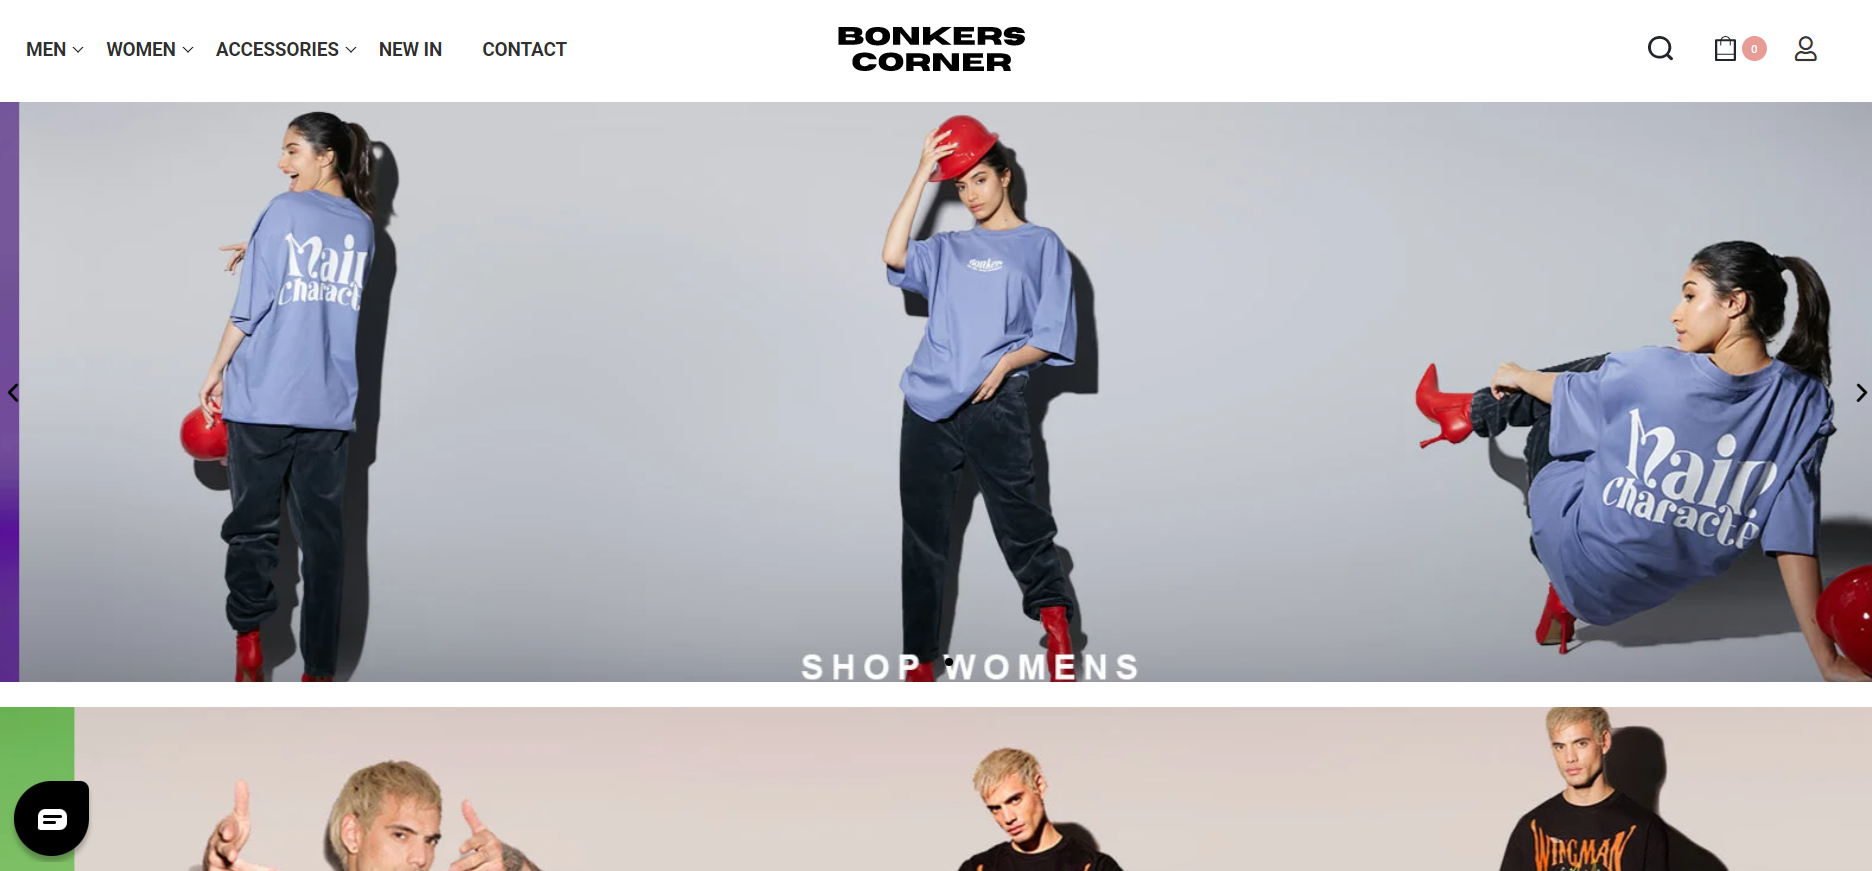 MEN
WOMEN
ACCESSORIES
NEW IN
CONTACT
BONKERS
CORNER
0
Main
Charact
Bonkers
Main
Characte
SHOP WOMENS
WINGMAN